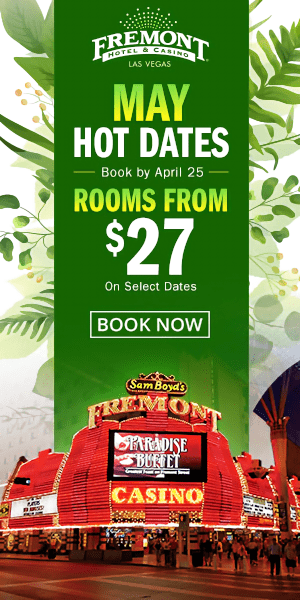 FREMONT
HOTEL & CASINO
LAS VEGAS
MAY
HOT DATES
Book by April 25
ROOMS FROM
$27
On Select Dates
BOOK NOW
Sam Boyd's
FREMONT
PARADISE
BUFFET
CASINO